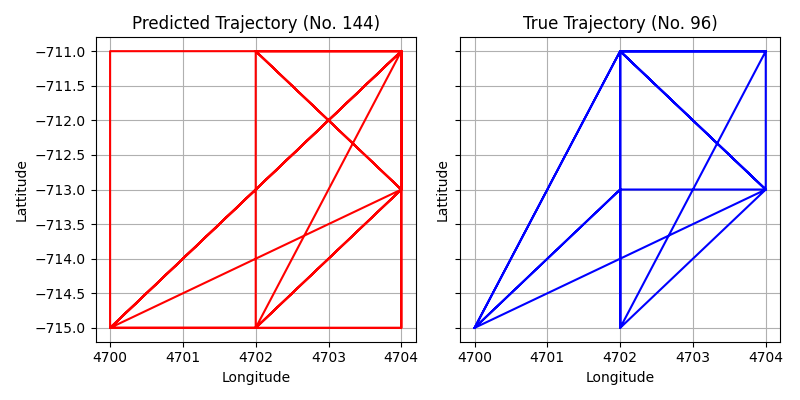 Predicted Trajectory (No. 144)
True Trajectory (No. 96)
−711.0
−711.5
−712.0
−712.5
−713.0
−713.5
−714.0
−714.5
−715.0
Lattitude
Lattitude
4700 4701 4702 4703 4704
4700 4701 4702 4703 4704
Longitude
Longitude